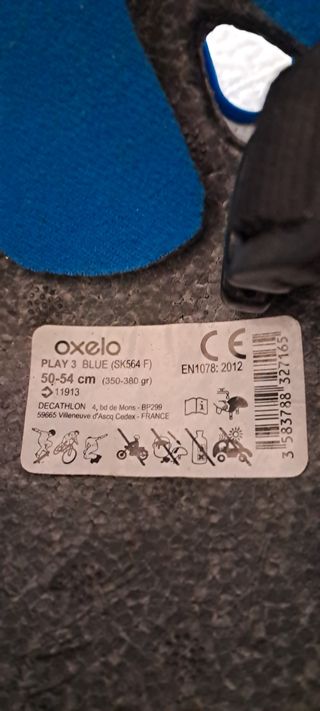 oxelo
CE
PLAY 3 BLUE (SK564 F)
EN1078: 2012
50-54 cm (350-380 gr)
11913
DECATHLON 4, bd de Mons - BP299
59665 Villeneuve d'Ascq Cedex - FRANCE
3 583788 327165